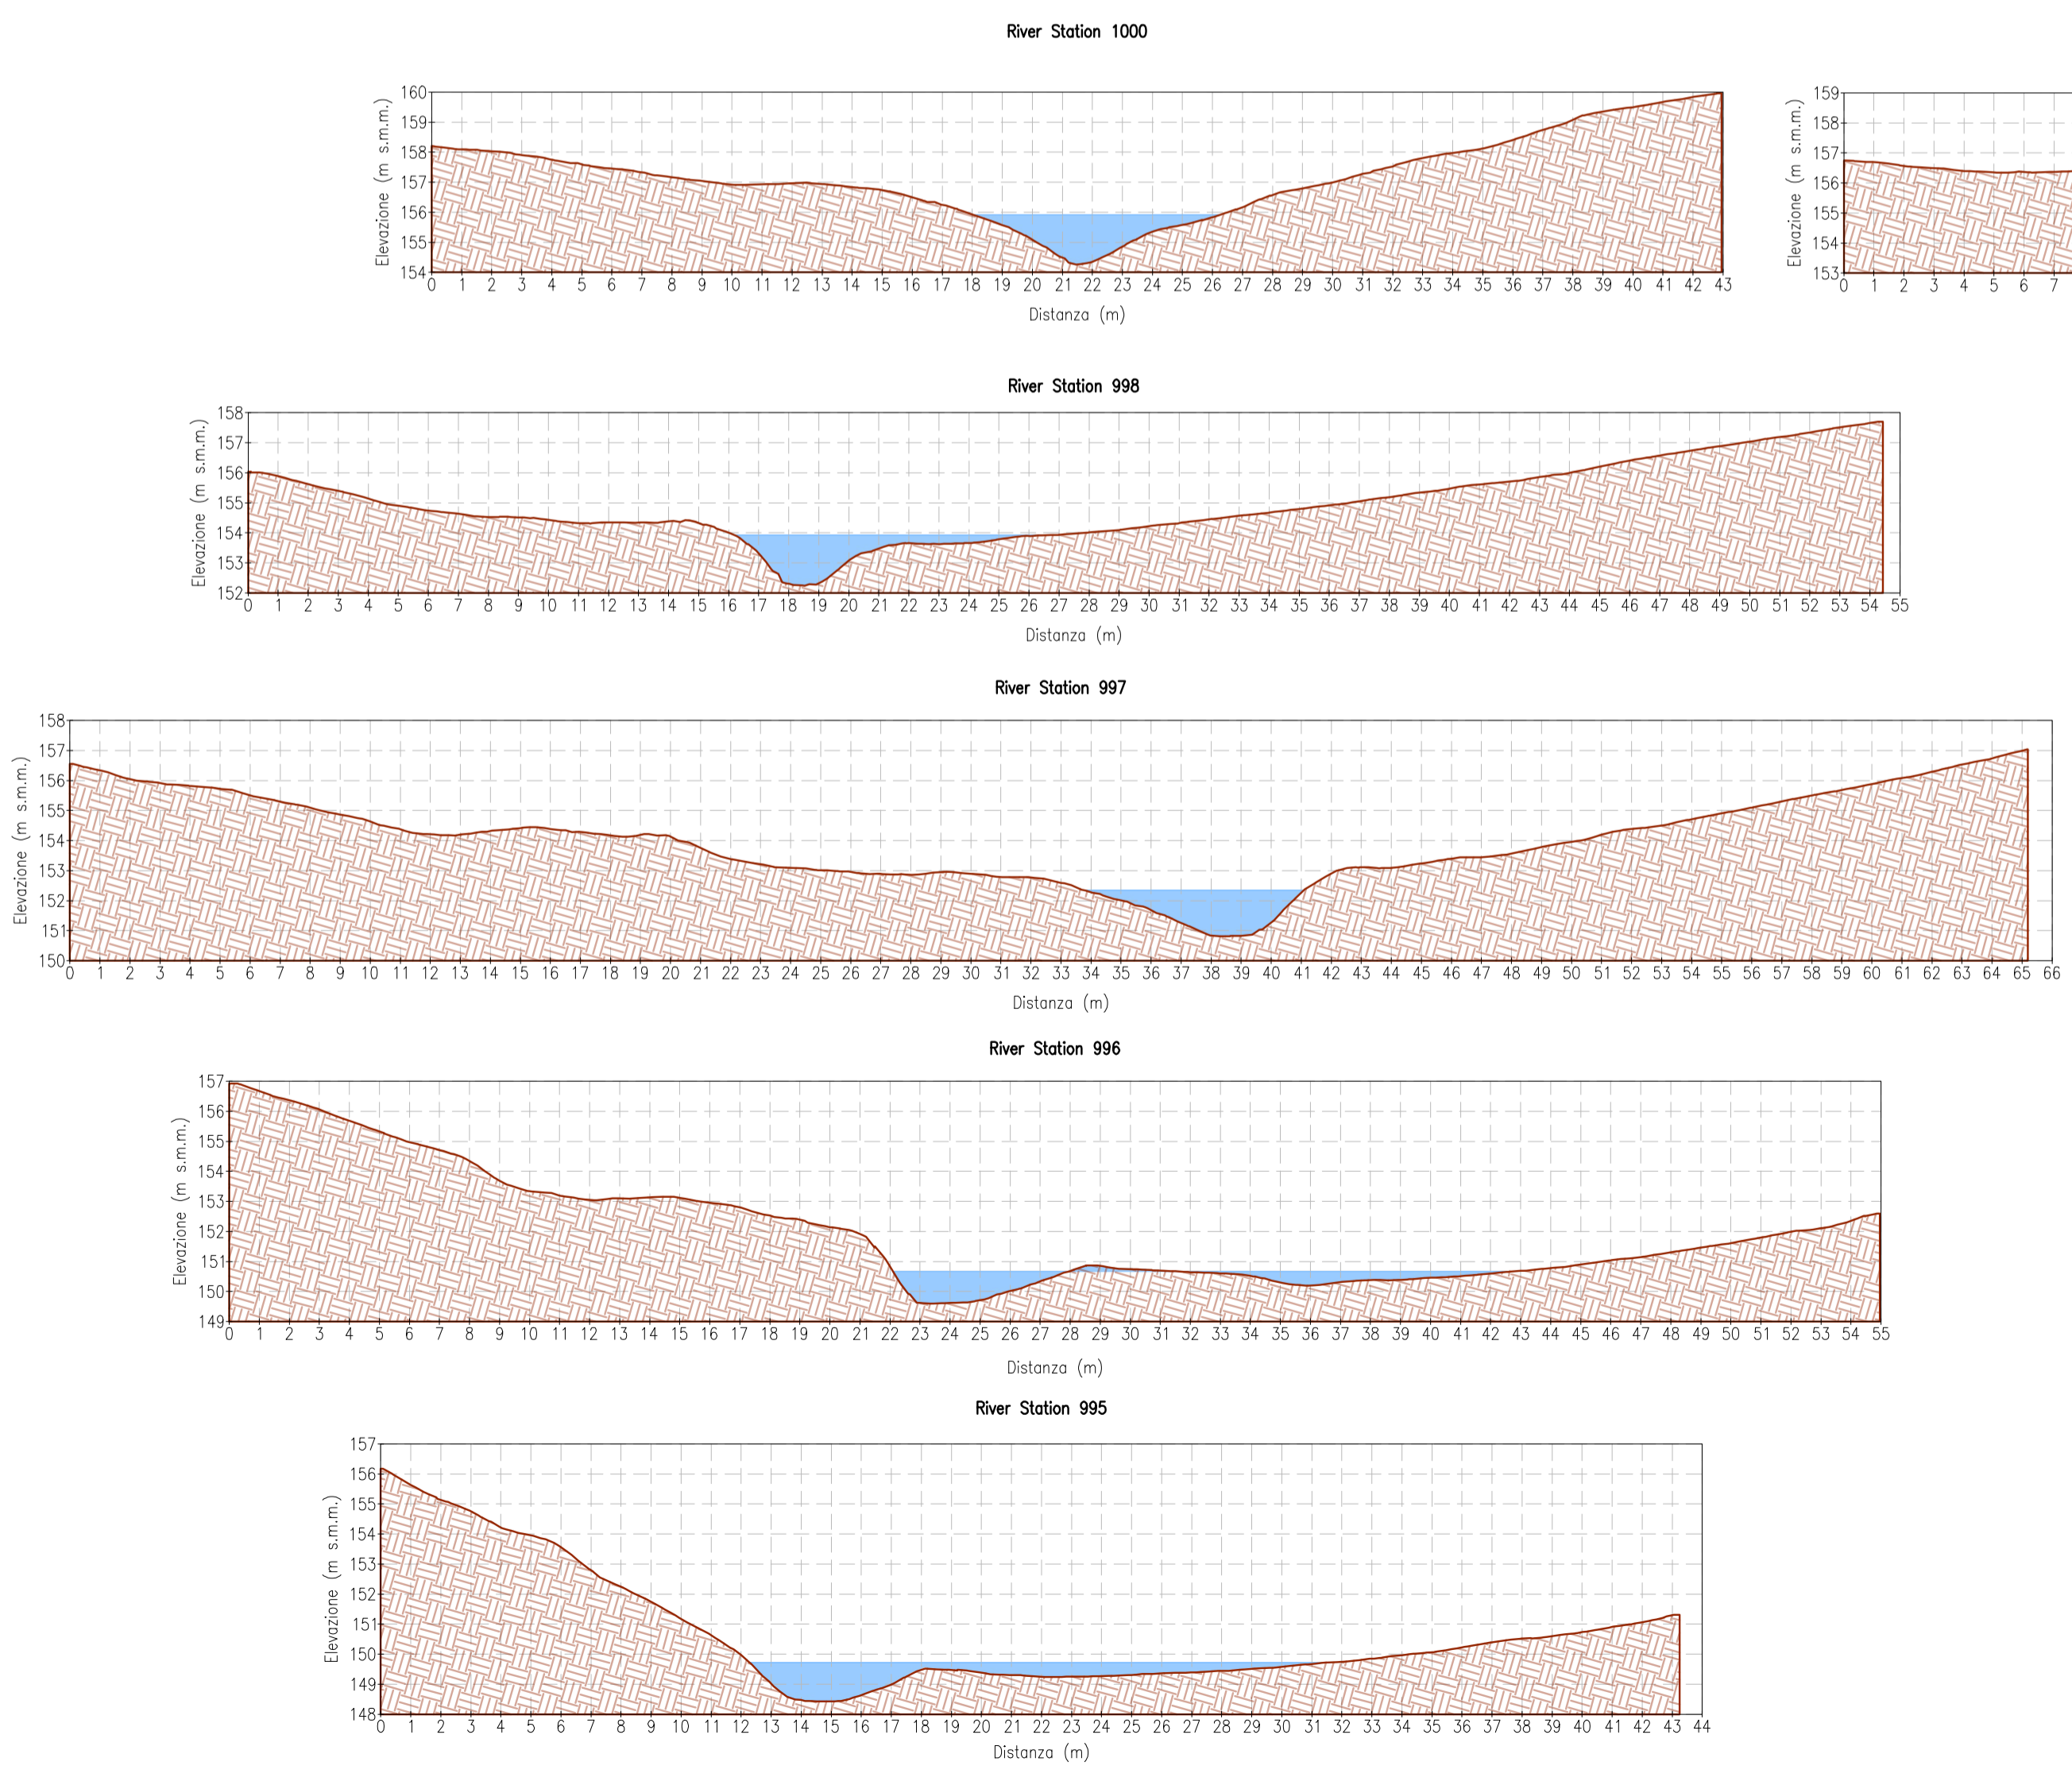 River Station 1000
Elevazione (m s.m.m.)
160
159
158
157
156
155
154
0 1 2 3 4 5 6 7 8 9 10 11 12 13 14 15 16 17 18 19 20 21 22 23 24 25 26 27 28 29 30 31 32 33 34 35 36 37 38 39 40 41 42 43
Distanza (m)
Elevazione (m s.m.m.)
159
158
157
156
155
154
153
0 1 2 3 4 5 6 7
River Station 998
Elevazione (m s.m.m.)
158
157
156
155
154
153
152
0 1 2 3 4 5 6 7 8 9 10 11 12 13 14 15 16 17 18 19 20 21 22 23 24 25 26 27 28 29 30 31 32 33 34 35 36 37 38 39 40 41 42 43 44 45 46 47 48 49 50 51 52 53 54 55
Distanza (m)
River Station 997
Elevazione (m s.m.m.)
158
157
156
155
154
153
152
151
150
0 1 2 3 4 5 6 7 8 9 10 11 12 13 14 15 16 17 18 19 20 21 22 23 24 25 26 27 28 29 30 31 32 33 34 35 36 37 38 39 40 41 42 43 44 45 46 47 48 49 50 51 52 53 54 55 56 57 58 59 60 61 62 63 64 65 66
Distanza (m)
River Station 996
Elevazione (m s.m.m.)
157
156
155
154
153
152
151
150
149
0 1 2 3 4 5 6 7 8 9 10 11 12 13 14 15 16 17 18 19 20 21 22 23 24 25 26 27 28 29 30 31 32 33 34 35 36 37 38 39 40 41 42 43 44 45 46 47 48 49 50 51 52 53 54 55
Distanza (m)
River Station 995
Elevazione (m s.m.m.)
157
156
155
154
153
152
151
150
149
148
0 1 2 3 4 5 6 7 8 9 10 11 12 13 14 15 16 17 18 19 20 21 22 23 24 25 26 27 28 29 30 31 32 33 34 35 36 37 38 39 40 41 42 43 44
Distanza (m)